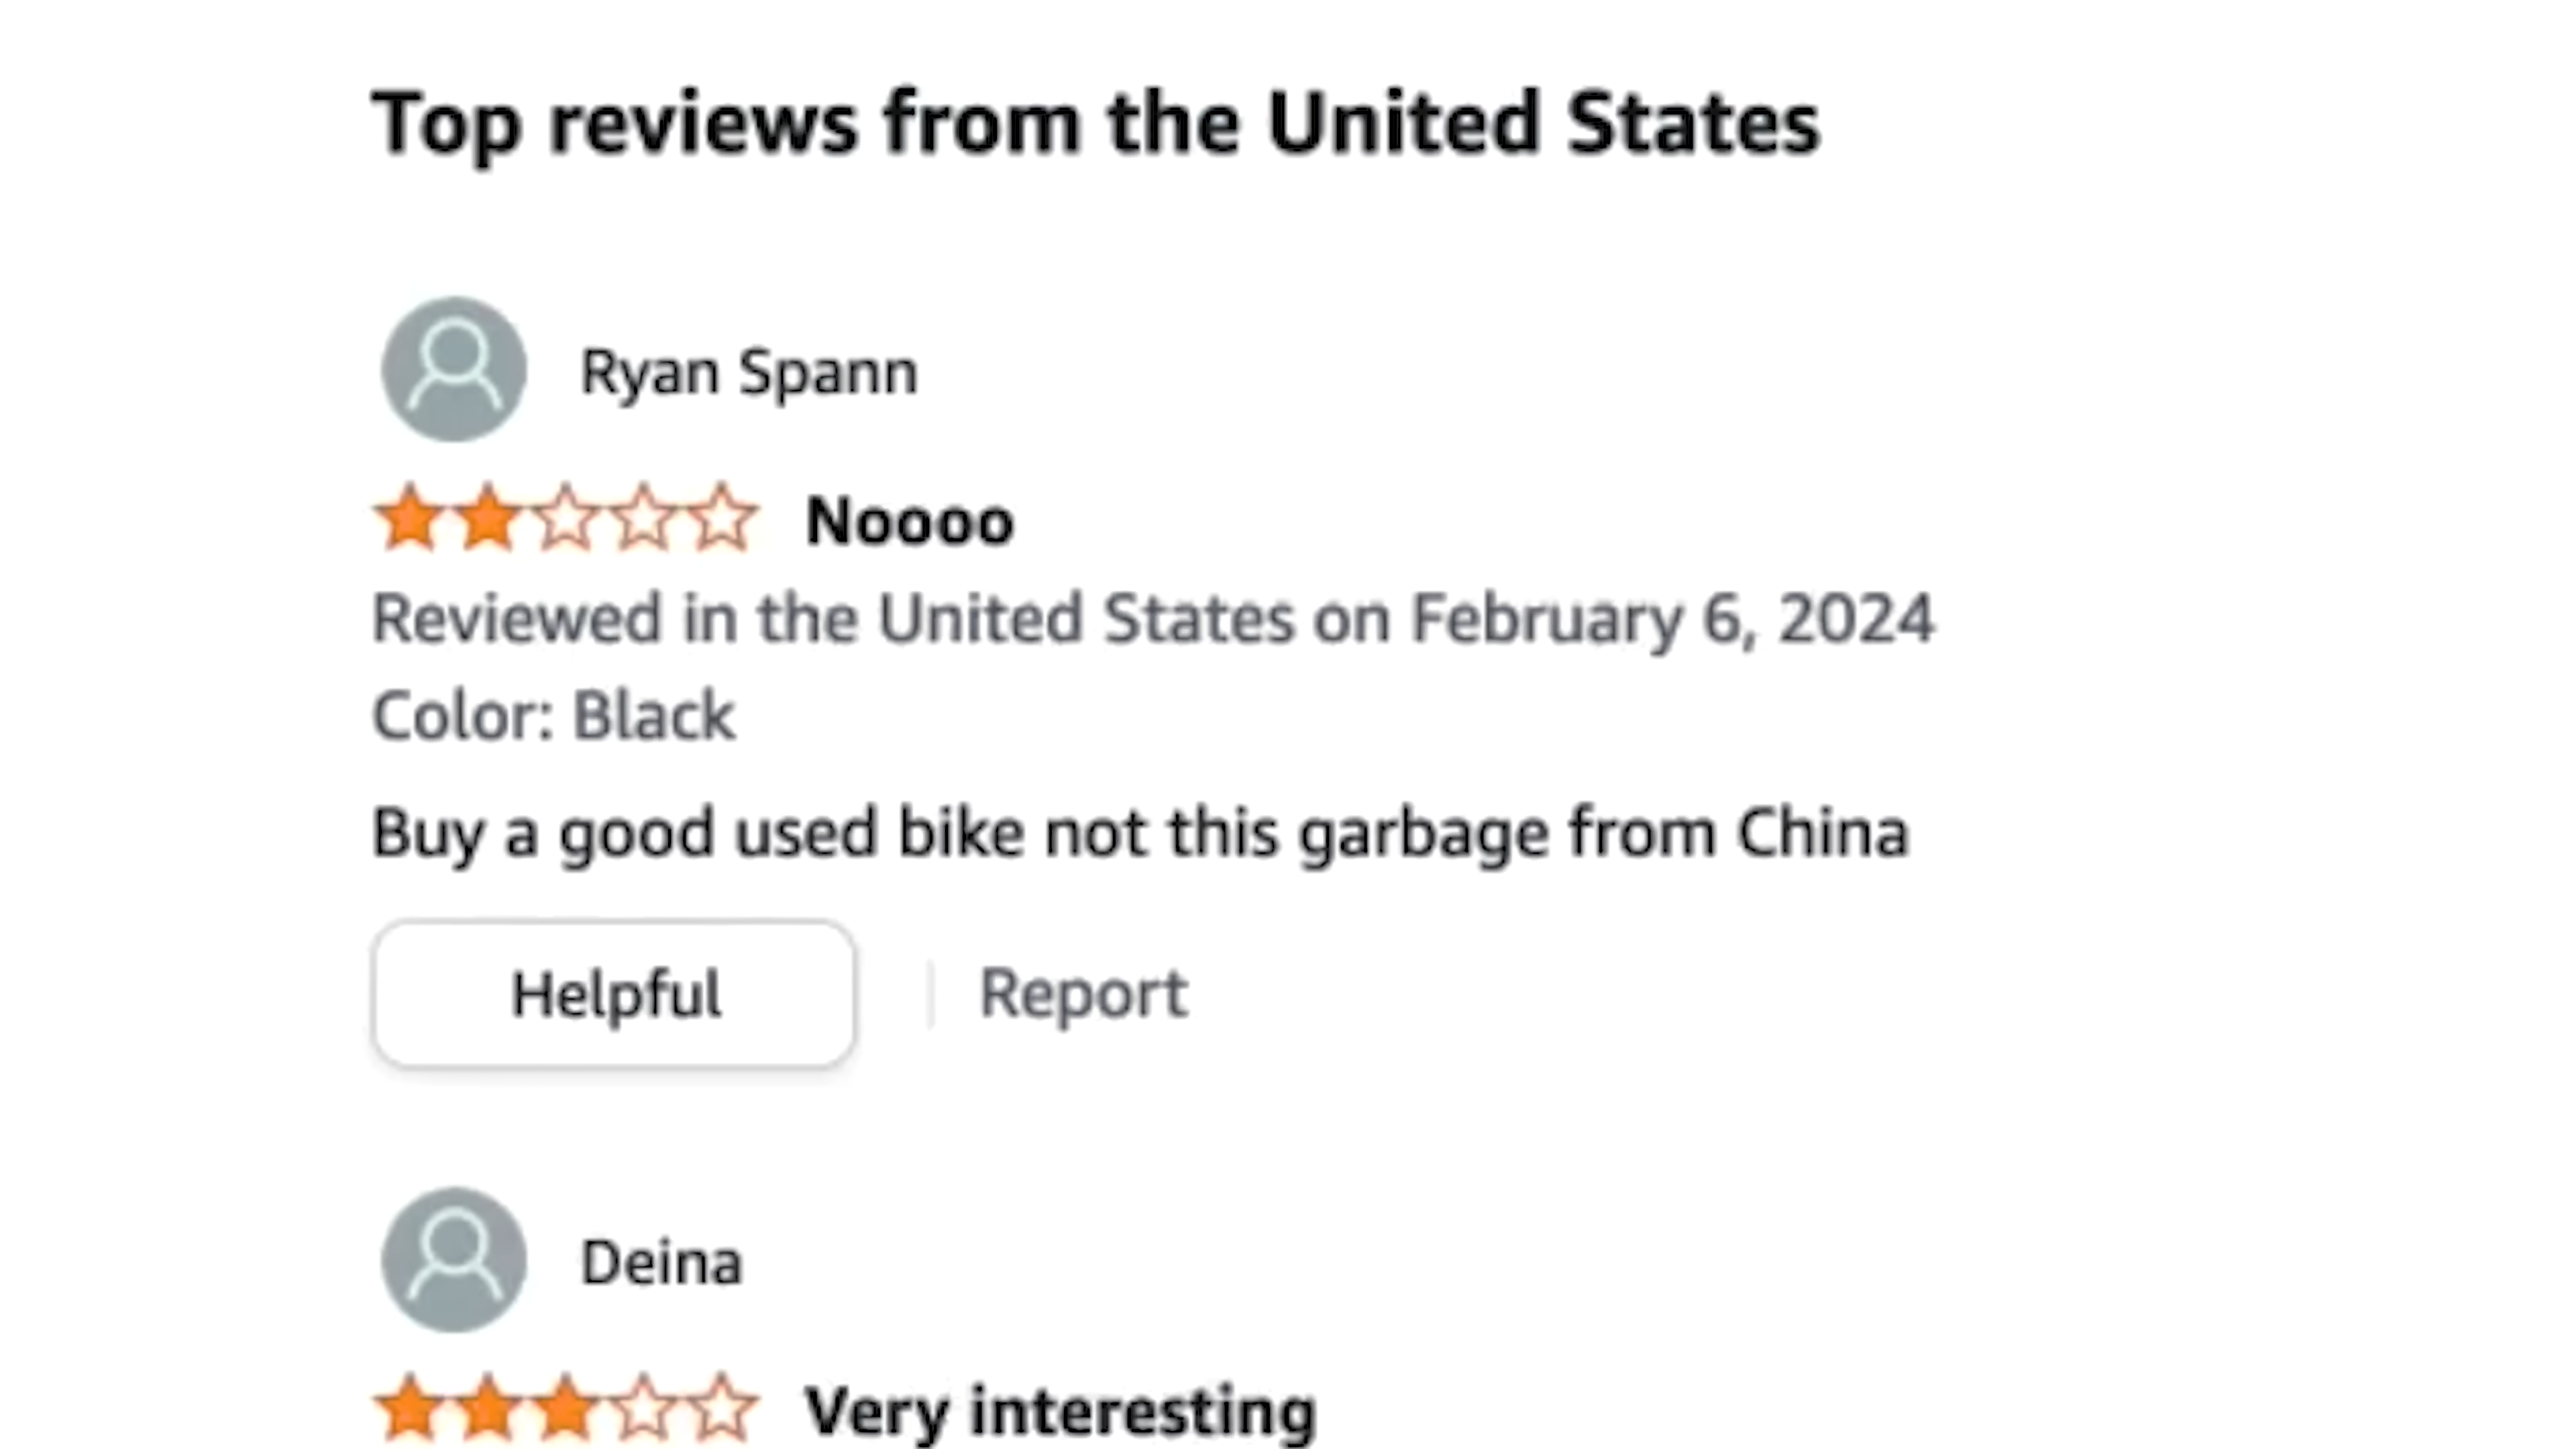 Top reviews from the United States
Ryan Spann
Noooo
Reviewed in the United States on February 6, 2024
Color: Black
Buy a good used bike not this garbage from China
Helpful
Report
Deina
Very interesting